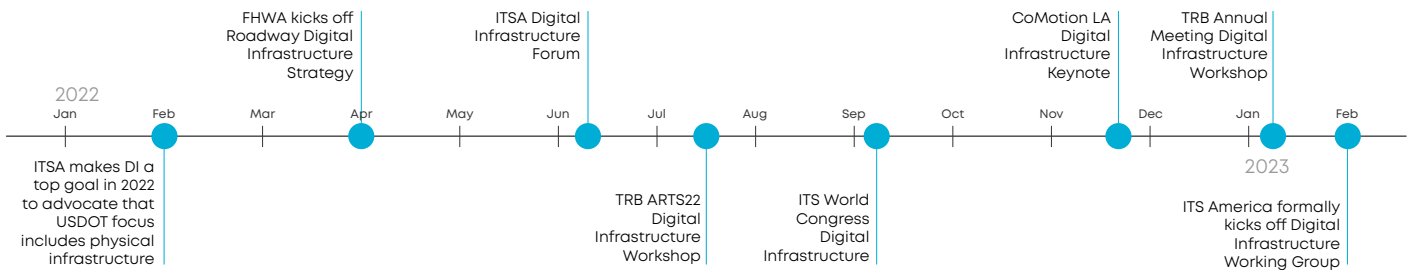 FHWA kicks off
Roadway Digital
Infrastructure
Strategy
ITSA Digital
Infrastructure
Forum
CoMotion LA
Digital
Infrastructure
Keynote
TRB Annual
Meeting Digital
Infrastructure
Workshop
2022
Jan
Feb
Mar
Apr
May
Jun
Jul
Aug
Sep
Oct
Nov
Dec
Jan
Feb
2023
ITSA makes DI a
top goal in 2022
to advocate that
USDOT focus
includes physical
infrastructure
TRB ARTS22
Digital
Infrastructure
Workshop
ITS World
Congress
Digital
Infrastructure
ITS America formally
kicks off Digital
Infrastructure
Working Group